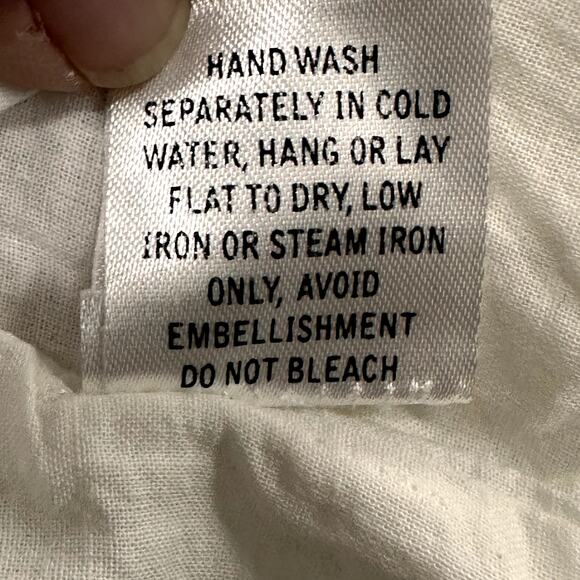 HAND WASH
SEPARATELY IN COLD
WATER, HANG OR LAY
FLAT TO DRY, LOW
IRON OR STEAM IRON
ONLY, AVOID
EMBELLISHMENT
DO NOT BLEACH